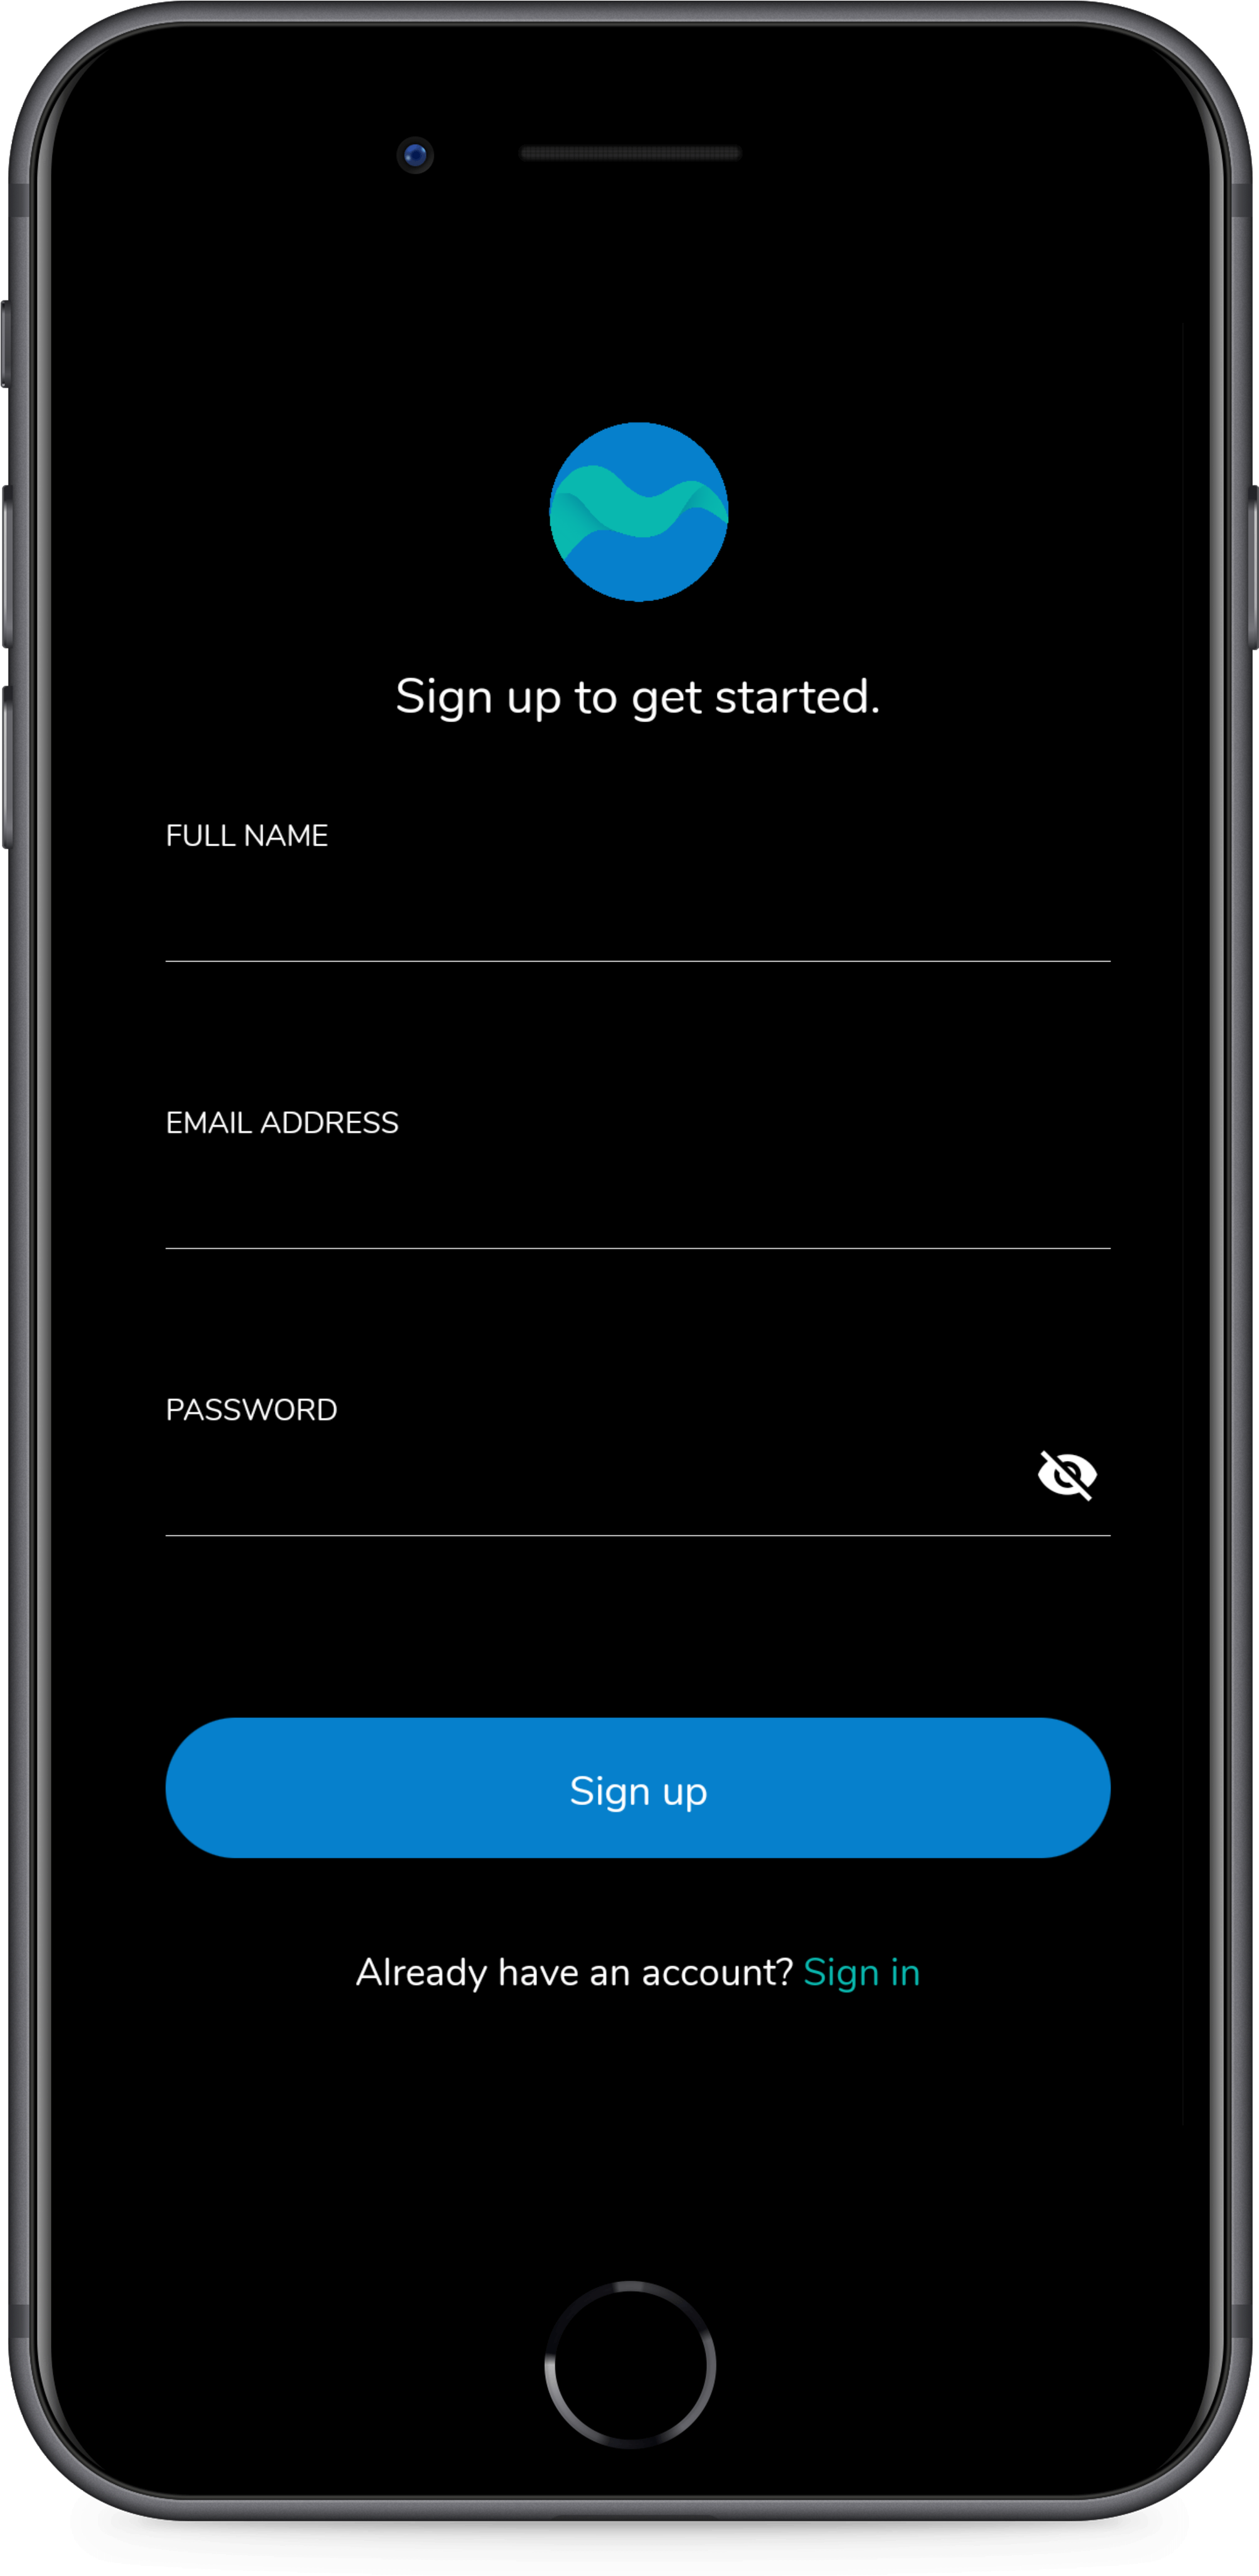 Sign up to get started.
FULL NAME
EMAIL ADDRESS
PASSWORD
Sign up
Already have an account? Sign in